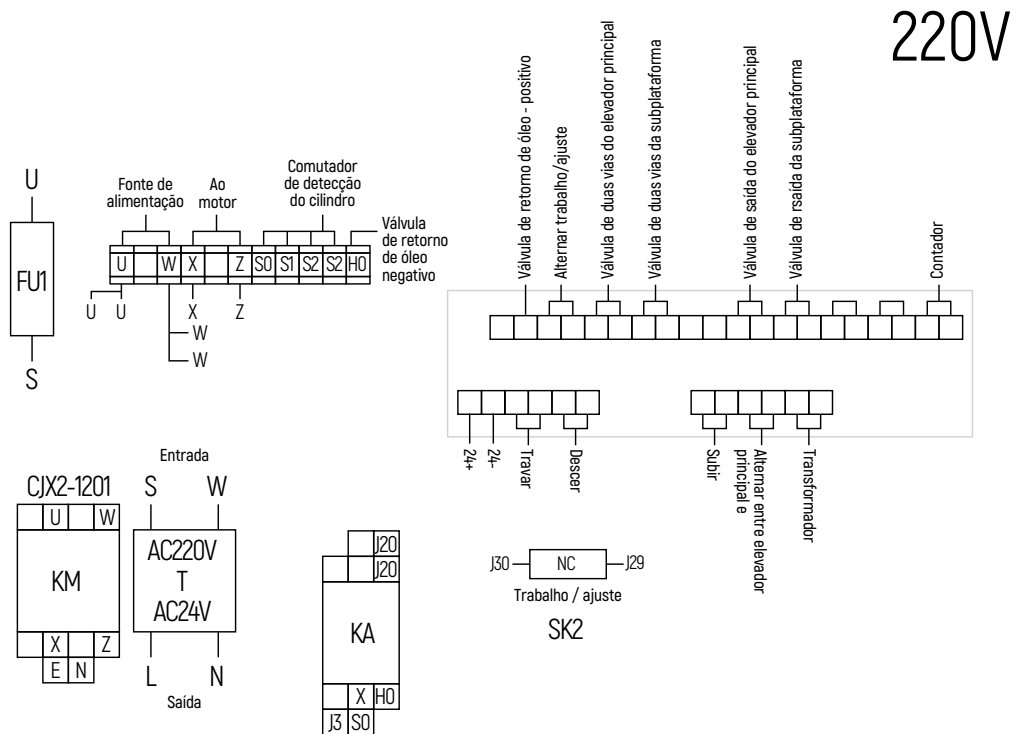 220V
U
FU1
S
Fonte de
alimentação
Ao
motor
Comutador
de detecção
do cilindro
Válvula
de retorno
de óleo
negativo
U W X Z S0 S1 S2 S2 H0
U U X Z
W
W
Válvula de retorno de óleo - positivo
Alternar trabalho/ajuste
Válvula de duas vias do elevador principal
Válvula de duas vias da subplataforma
Válvula de saída do elevador principal
Válvula de rsaída da subplataforma
Contador
24+
24-
Travar
Descer
Subir
Alternar entre elevador
principal e
Transformador
CJX2-1201
U W
KM
X Z
E N
Entrada
S W
AC220V
T
AC24V
L N
Saída
J20
J20
KA
X H0
J3 S0
J30 NC J29
Trabalho / ajuste
SK2